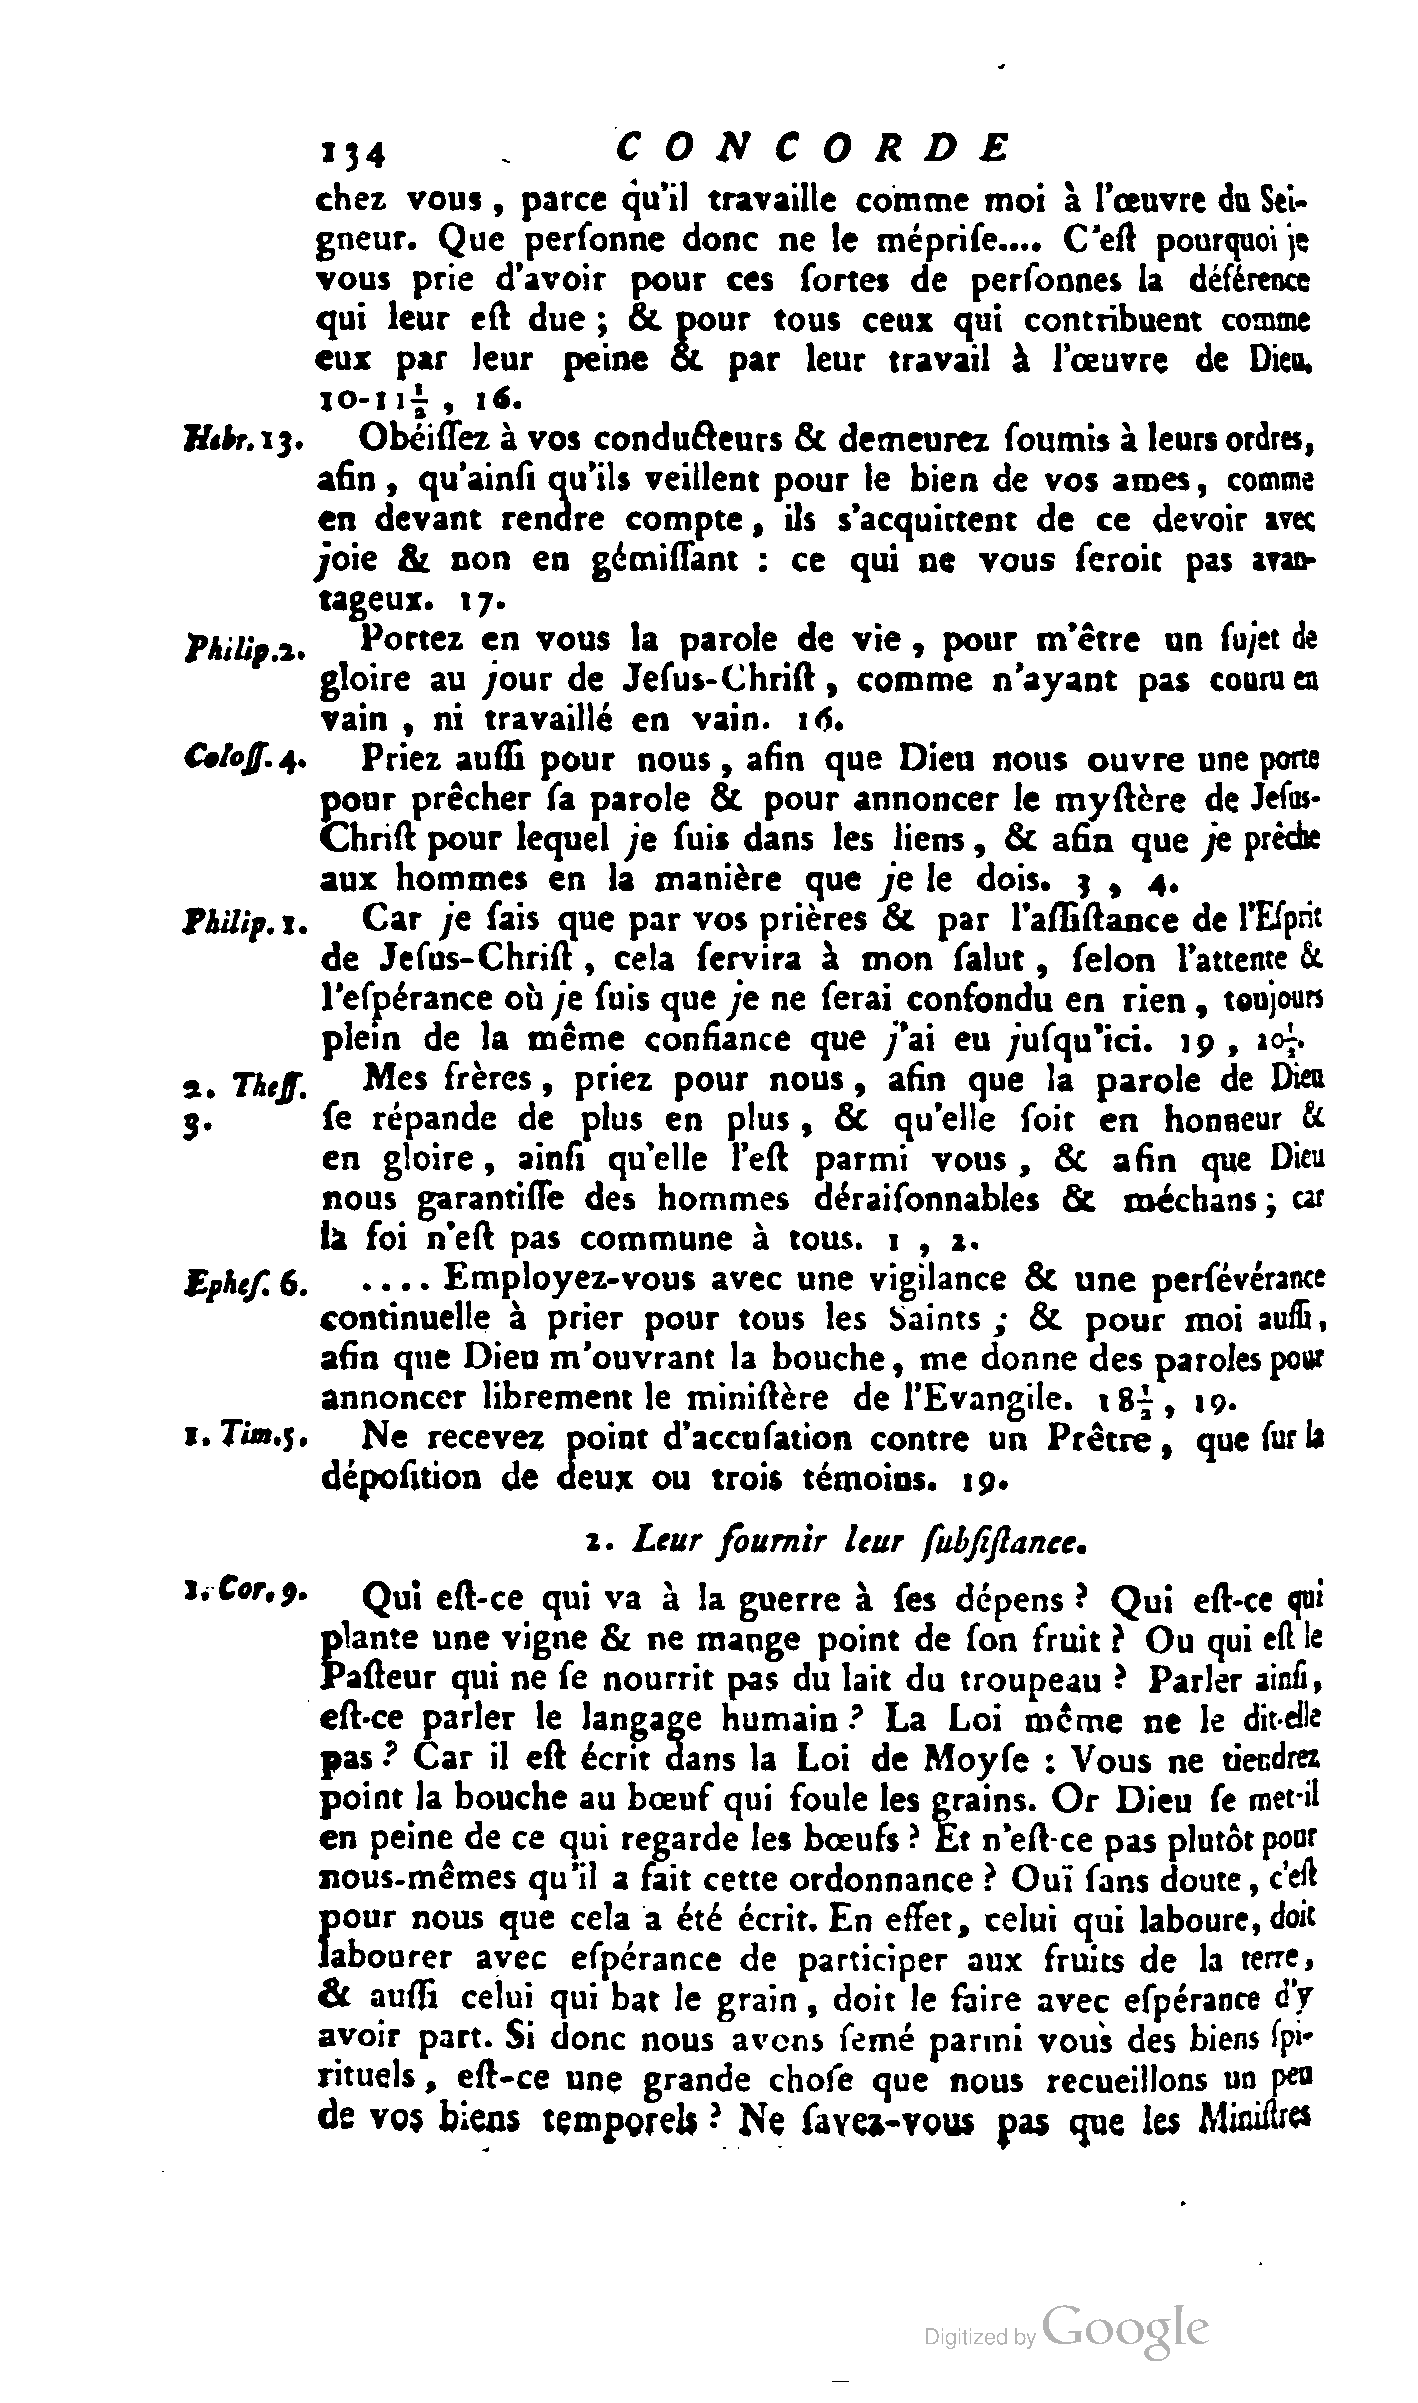 134 CONCORDE
chez vous, parce qu'il travaille comme moi à l'œuvre du Sei-
gneur. Que perſonne donc ne le mépriſe.... C'eſt pourquoi je
vous prie d'avoir pour ces ſortes de perſonnes la déférence
qui leur eſt due ; & pour tous ceux qui contribuent comme
eux par leur peine & par leur travail à l'œuvre de Dieu.
10-11½, 16.
Hebr. 13. Obéiſſez à vos conducteurs & demeurez ſoumis à leurs ordres,
afin, qu'ainſi qu'ils veillent pour le bien de vos ames, comme
en devant rendre compte, ils s'acquittent de ce devoir avec
joie & non en gémiſſant : ce qui ne vous ſeroit pas avan-
tageux. 17.
Philip. 2. Portez en vous la parole de vie, pour m'être un ſujet de
gloire au jour de Jeſus-Chriſt, comme n'ayant pas couru en
vain, ni travaillé en vain. 16.
Coloſſ. 4. Priez auſſi pour nous, afin que Dieu nous ouvre une porte
pour prêcher ſa parole & pour annoncer le myſtère de Jeſus-
Chriſt pour lequel je ſuis dans les liens, & afin que je prêche
aux hommes en la manière que je le dois. 3, 4.
Philip. 1. Car je ſais que par vos prières & par l'aſſiſtance de l'Eſprit
de Jeſus-Chriſt, cela ſervira à mon ſalut, ſelon l'attente &
l'eſpérance où je ſuis que je ne ſerai confondu en rien, toujours
plein de la même confiance que j'ai eu juſqu'ici. 19, 20½.
2. Theſſ. Mes frères, priez pour nous, afin que la parole de Dieu
3. ſe répande de plus en plus, & qu'elle ſoit en honneur &
en gloire, ainſi qu'elle l'eſt parmi vous, & afin que Dieu
nous garantiſſe des hommes déraiſonnables & méchans ; car
la foi n'eſt pas commune à tous. 1, 2.
Epheſ. 6. .... Employez-vous avec une vigilance & une perſévérance
continuelle à prier pour tous les Saints ; & pour moi auſſi,
afin que Dieu m'ouvrant la bouche, me donne des paroles pour
annoncer librement le miniſtère de l'Evangile. 18½, 19.
1. Tim. 5. Ne recevez point d'accuſation contre un Prêtre, que ſur la
dépoſition de deux ou trois témoins. 19.
2. Leur fournir leur ſubſiſtance.
1. Cor. 9. Qui eſt-ce qui va à la guerre à ſes dépens ? Qui eſt-ce qui
plante une vigne & ne mange point de ſon fruit ? Ou qui eſt le
Paſteur qui ne ſe nourrit pas du lait du troupeau ? Parler ainſi,
eſt-ce parler le langage humain ? La Loi même ne le dit-elle
pas ? Car il eſt écrit dans la Loi de Moyſe : Vous ne tiendrez
point la bouche au bœuf qui foule les grains. Or Dieu ſe met-il
en peine de ce qui regarde les bœufs ? Et n'eſt-ce pas plutôt pour
nous-mêmes qu'il a fait cette ordonnance ? Ouï ſans doute, c'eſt
pour nous que cela a été écrit. En effet, celui qui laboure, doit
labourer avec eſpérance de participer aux fruits de la terre,
& auſſi celui qui bat le grain, doit le faire avec eſpérance d'y
avoir part. Si donc nous avons ſemé parmi vous des biens ſpi-
rituels, eſt-ce une grande choſe que nous recueillons un peu
de vos biens temporels ? Ne ſavez-vous pas que les Miniſtres
Digitized by Google